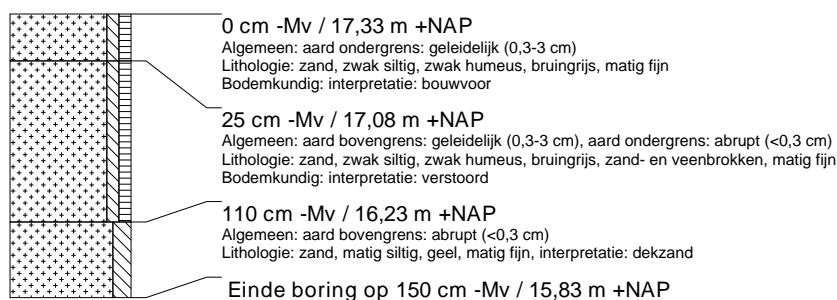 0 cm -Mv / 17,33 m +NAP
Algemeen: aard ondergrens: geleidelijk (0,3-3 cm)
Lithologie: zand, zwak siltig, zwak humeus, bruingrijs, matig fijn
Bodemkundig: interpretatie: bouwvoor
25 cm -Mv / 17,08 m +NAP
Algemeen: aard bovengrens: geleidelijk (0,3-3 cm), aard ondergrens: abrupt (<0,3 cm)
Lithologie: zand, zwak siltig, zwak humeus, bruingrijs, zand- en veenbrokken, matig fijn
Bodemkundig: interpretatie: verstoord
110 cm -Mv / 16,23 m +NAP
Algemeen: aard bovengrens: abrupt (<0,3 cm)
Lithologie: zand, matig siltig, geel, matig fijn, interpretatie: dekzand
Einde boring op 150 cm -Mv / 15,83 m +NAP